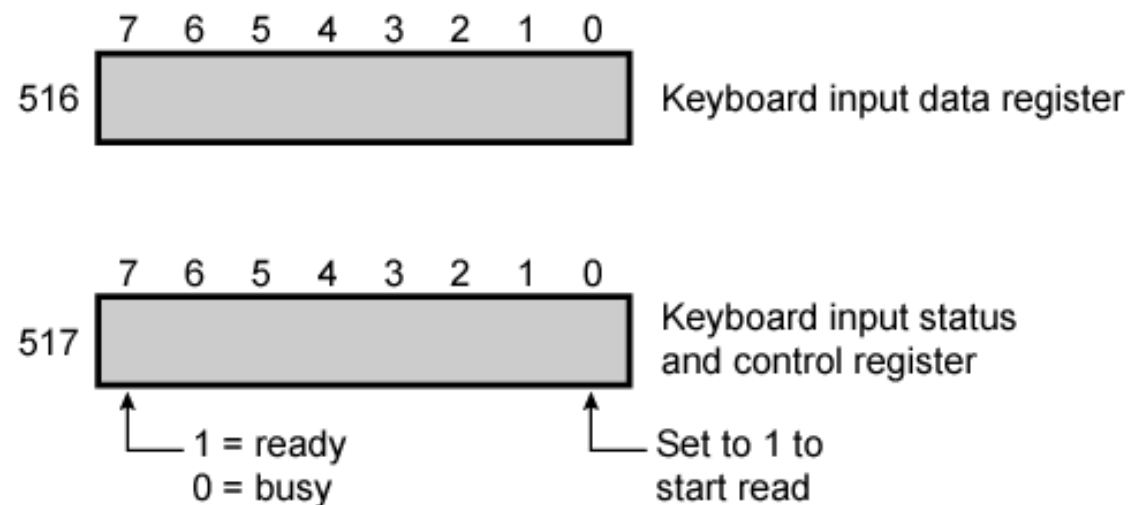 7 6 5 4 3 2 1 0
516 Keyboard input data register
7 6 5 4 3 2 1 0
517 Keyboard input status
and control register
1 = ready
0 = busy
Set to 1 to
start read